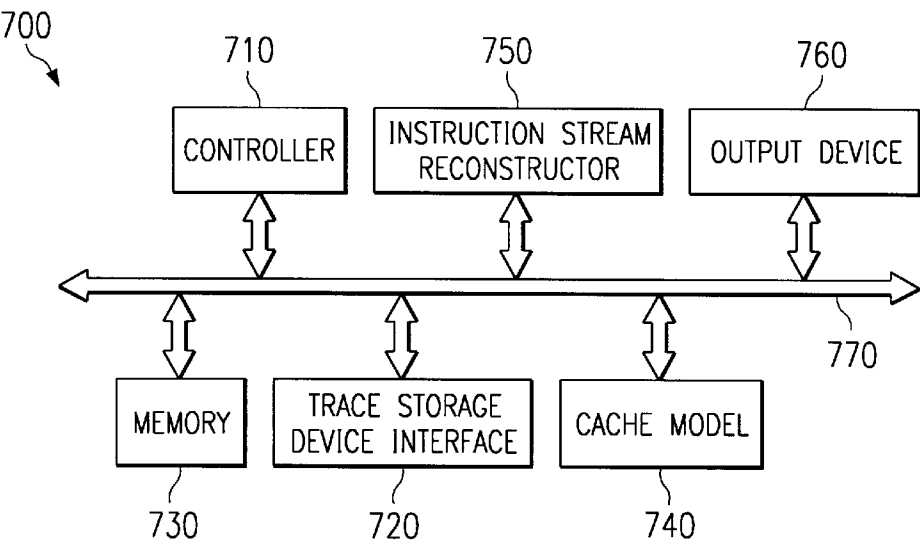 700
710
750
760
CONTROLLER
INSTRUCTION STREAM
RECONSTRUCTOR
OUTPUT DEVICE
770
MEMORY
TRACE STORAGE
DEVICE INTERFACE
CACHE MODEL
730
720
740